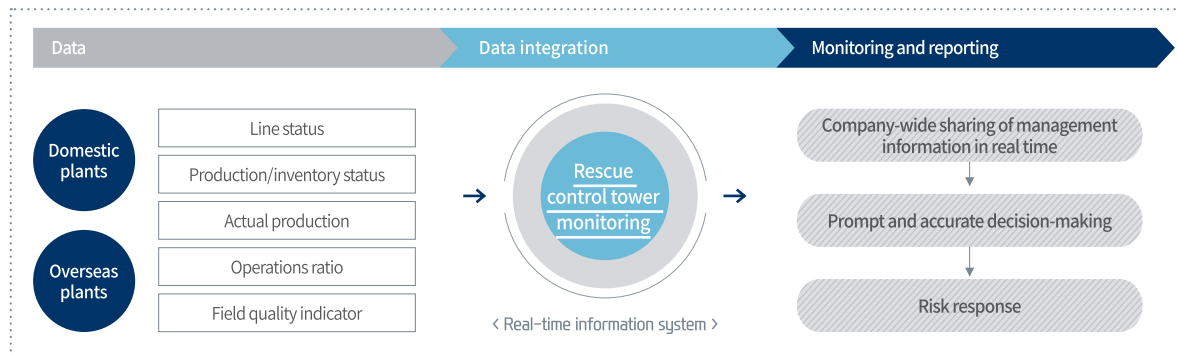 Data
Data integration
Monitoring and reporting
Domestic
plants
Overseas
plants
Line status
Production/inventory status
Actual production
Operations ratio
Field quality indicator
Rescue
control tower
monitoring
< Real-time information system >
Company-wide sharing of management
information in real time
Prompt and accurate decision-making
Risk response